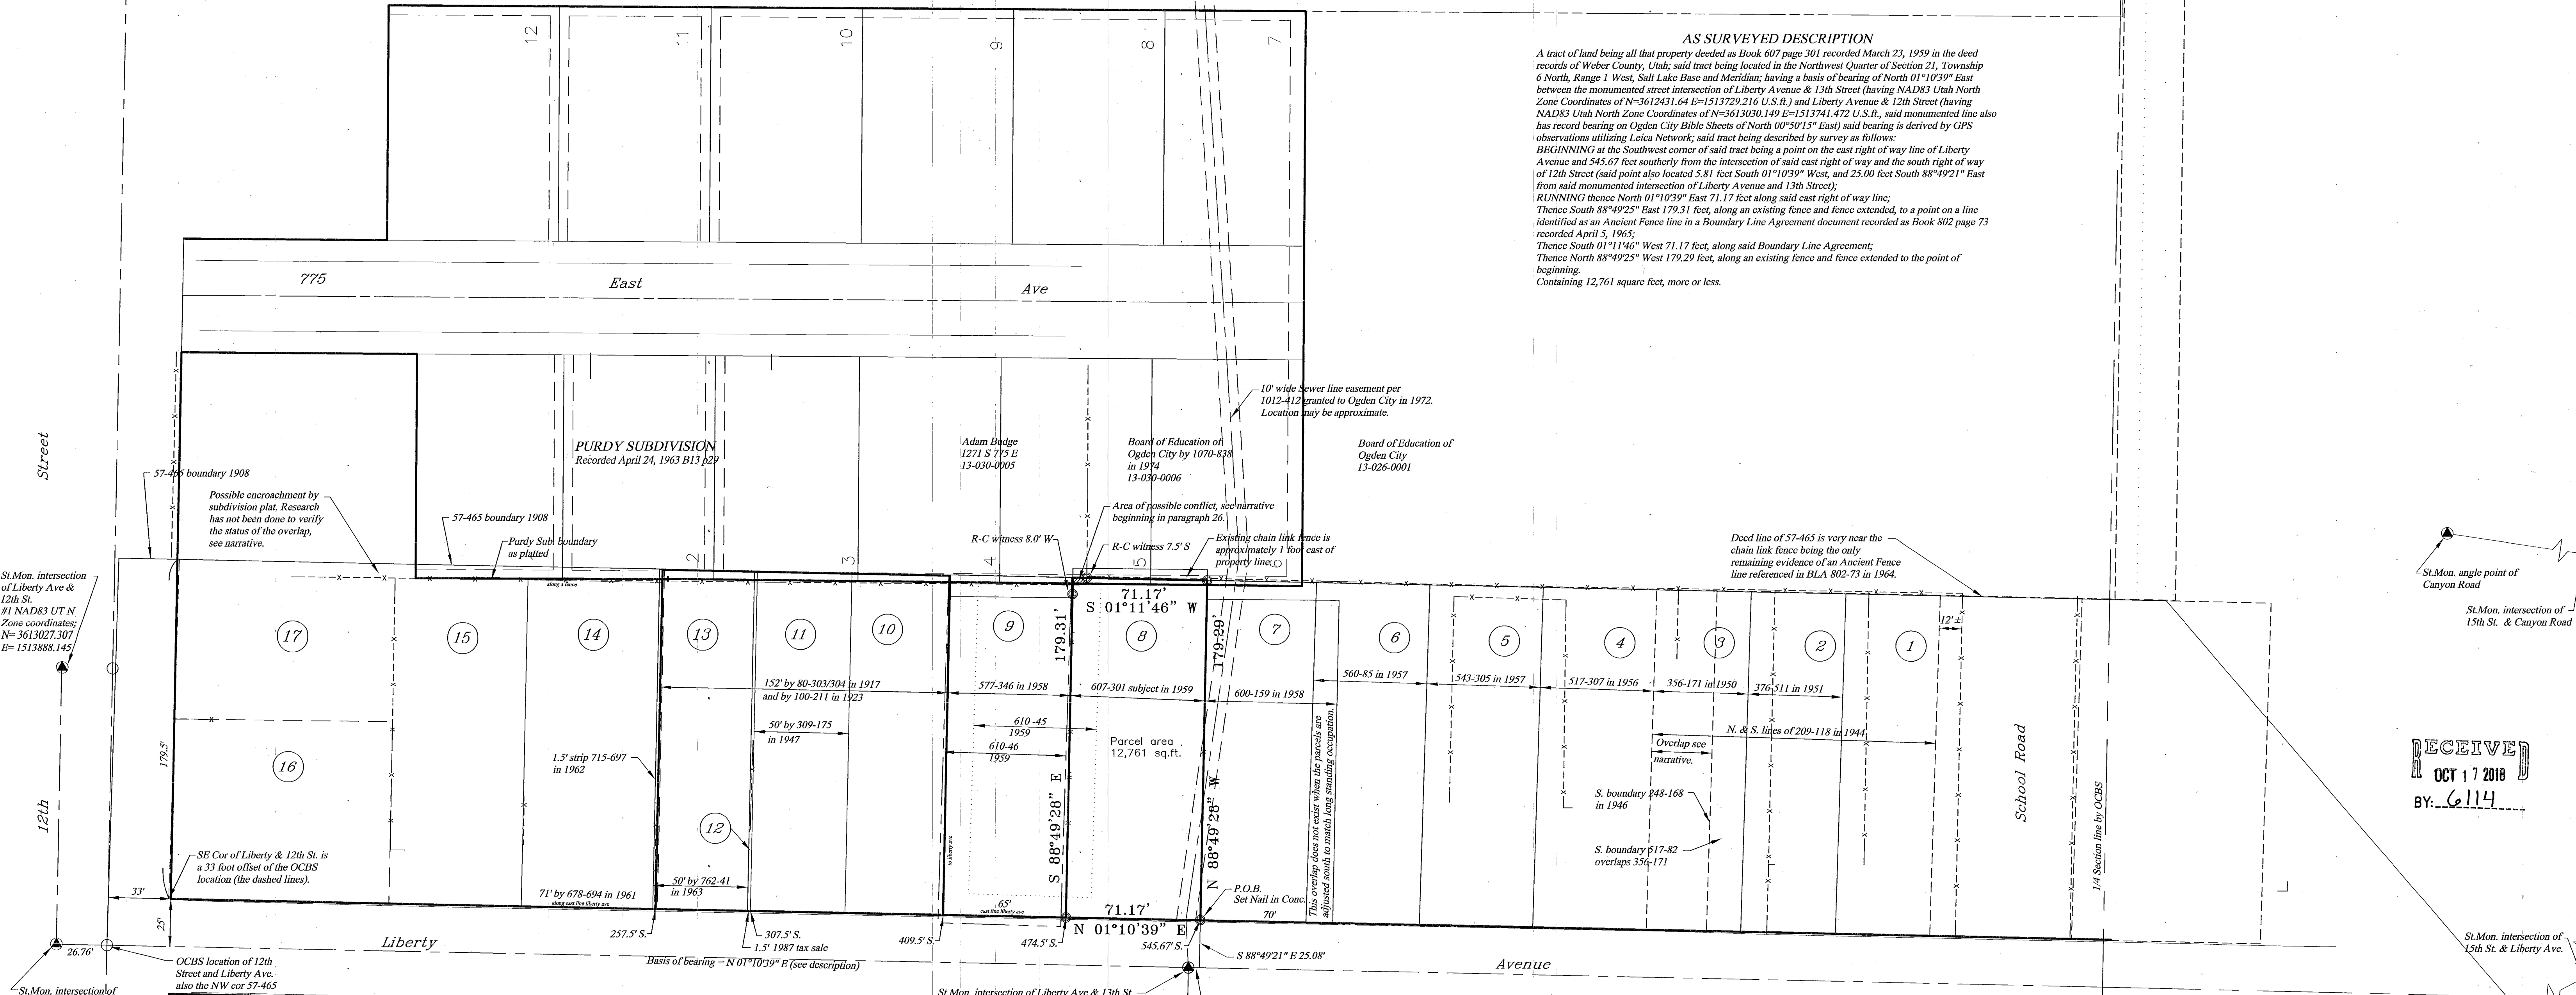 12
11
10
9
8
7
AS SURVEYED DESCRIPTION
A tract of land being all that property deeded as Book 607 page 301 recorded March 23, 1959 in the deed
records of Weber County, Utah; said tract being located in the Northwest Quarter of Section 21, Township
6 North, Range 1 West, Salt Lake Base and Meridian; having a basis of bearing of North 01°10'39" East
between the monumented street intersection of Liberty Avenue & 13th Street (having NAD83 Utah North
Zone Coordinates of N=3612431.64 E=1513729.216 U.S.ft.) and Liberty Avenue & 12th Street (having
NAD83 Utah North Zone Coordinates of N=3613030.149 E=1513741.472 U.S.ft., said monumented line also
has record bearing on Ogden City Bible Sheets of North 00°50'15" East) said bearing is derived by GPS
observations utilizing Leica Network; said tract being described by survey as follows:
BEGINNING at the Southwest corner of said tract being a point on the east right of way line of Liberty
Avenue and 545.67 feet southerly from the intersection of said east right of way and the south right of way
of 12th Street (said point also located 5.81 feet South 01°10'39" West, and 25.00 feet South 88°49'21" East
from said monumented intersection of Liberty Avenue and 13th Street);
RUNNING thence North 01°10'39" East 71.17 feet along said east right of way line;
Thence South 88°49'25" East 179.31 feet, along an existing fence and fence extended, to a point on a line
identified as an Ancient Fence line in a Boundary Line Agreement document recorded as Book 802 page 73
recorded April 5, 1965;
Thence South 01°11'46" West 71.17 feet, along said Boundary Line Agreement;
Thence North 88°49'25" West 179.29 feet, along an existing fence and fence extended to the point of
beginning.
Containing 12,761 square feet, more or less.
775 East Ave
10' wide Sewer line easement per
1012-412 granted to Ogden City in 1972.
Location may be approximate.
Street
12th
PURDY SUBDIVISION
Recorded April 24, 1963 B13 p29
Adam Budge
1271 S 775 E
13-030-0005
Board of Education of
Ogden City by 1070-838
in 1974
13-030-0006
Board of Education of
Ogden City
13-026-0001
57-465 boundary 1908
Possible encroachment by
subdivision plat. Research
has not been done to verify
the status of the overlap,
see narrative.
57-465 boundary 1908
Purdy Sub. boundary
as platted
Area of possible conflict, see narrative
beginning in paragraph 26.
R-C witness 8.0' W
R-C witness 7.5' S
Existing chain link fence is
approximately 1 foot east of
property line.
2
3
4
5
6
Deed line of 57-465 is very near the
chain link fence being the only
remaining evidence of an Ancient Fence
line referenced in BLA 802-73 in 1964.
St.Mon. angle point of
Canyon Road
St.Mon. intersection of
15th St. & Canyon Road
St.Mon. intersection
of Liberty Ave &
12th St.
#1 NAD83 UT N
Zone coordinates;
N= 3613027.307
E= 1513888.145
along a fence
71.17'
S 01°11'46" W
179.31'
179.29'
17
15
14
13
11
10
9
8
7
6
5
4
3
2
1
12' ±
16
12
152' by 80-303/304 in 1917
and by 100-211 in 1923
577-346 in 1958
607-301 subject in 1959
600-159 in 1958
560-85 in 1957
543-305 in 1957
517-307 in 1956
356-171 in 1950
376-511 in 1951
50' by 309-175
in 1947
610 -45
1959
610-46
1959
Parcel area
12,761 sq.ft.
N. & S. lines of 209-118 in 1944
Overlap see
narrative.
1.5' strip 715-697
in 1962
179.5'
S 88°49'28" E
N 88°49'28" W
This overlap does not exist when the parcels are
adjusted south to match long standing occupation.
S. boundary 248-168
in 1946
S. boundary 517-82
overlaps 356-171
School Road
1/4 Section line by OCBS
RECEIVED
OCT 17 2018
BY: 6114
SE Cor of Liberty & 12th St. is
a 33 foot offset of the OCBS
location (the dashed lines).
33'
25'
26.76'
71' by 678-694 in 1961
along east line liberty ave
50' by 762-41
in 1963
to liberty ave
65'
east line liberty ave
71.17'
N 01°10'39" E
P.O.B.
Set Nail in Conc.
70'
257.5' S.
307.5' S.
1.5' 1987 tax sale
409.5' S.
474.5' S.
545.67' S.
S 88°49'21" E 25.08'
Liberty
Avenue
Basis of bearing = N 01°10'39" E (see description)
OCBS location of 12th
Street and Liberty Ave.
also the NW cor 57-465
St.Mon. intersection of
St.Mon. intersection of Liberty Ave & 13th St.
St.Mon. intersection of
15th St. & Liberty Ave.